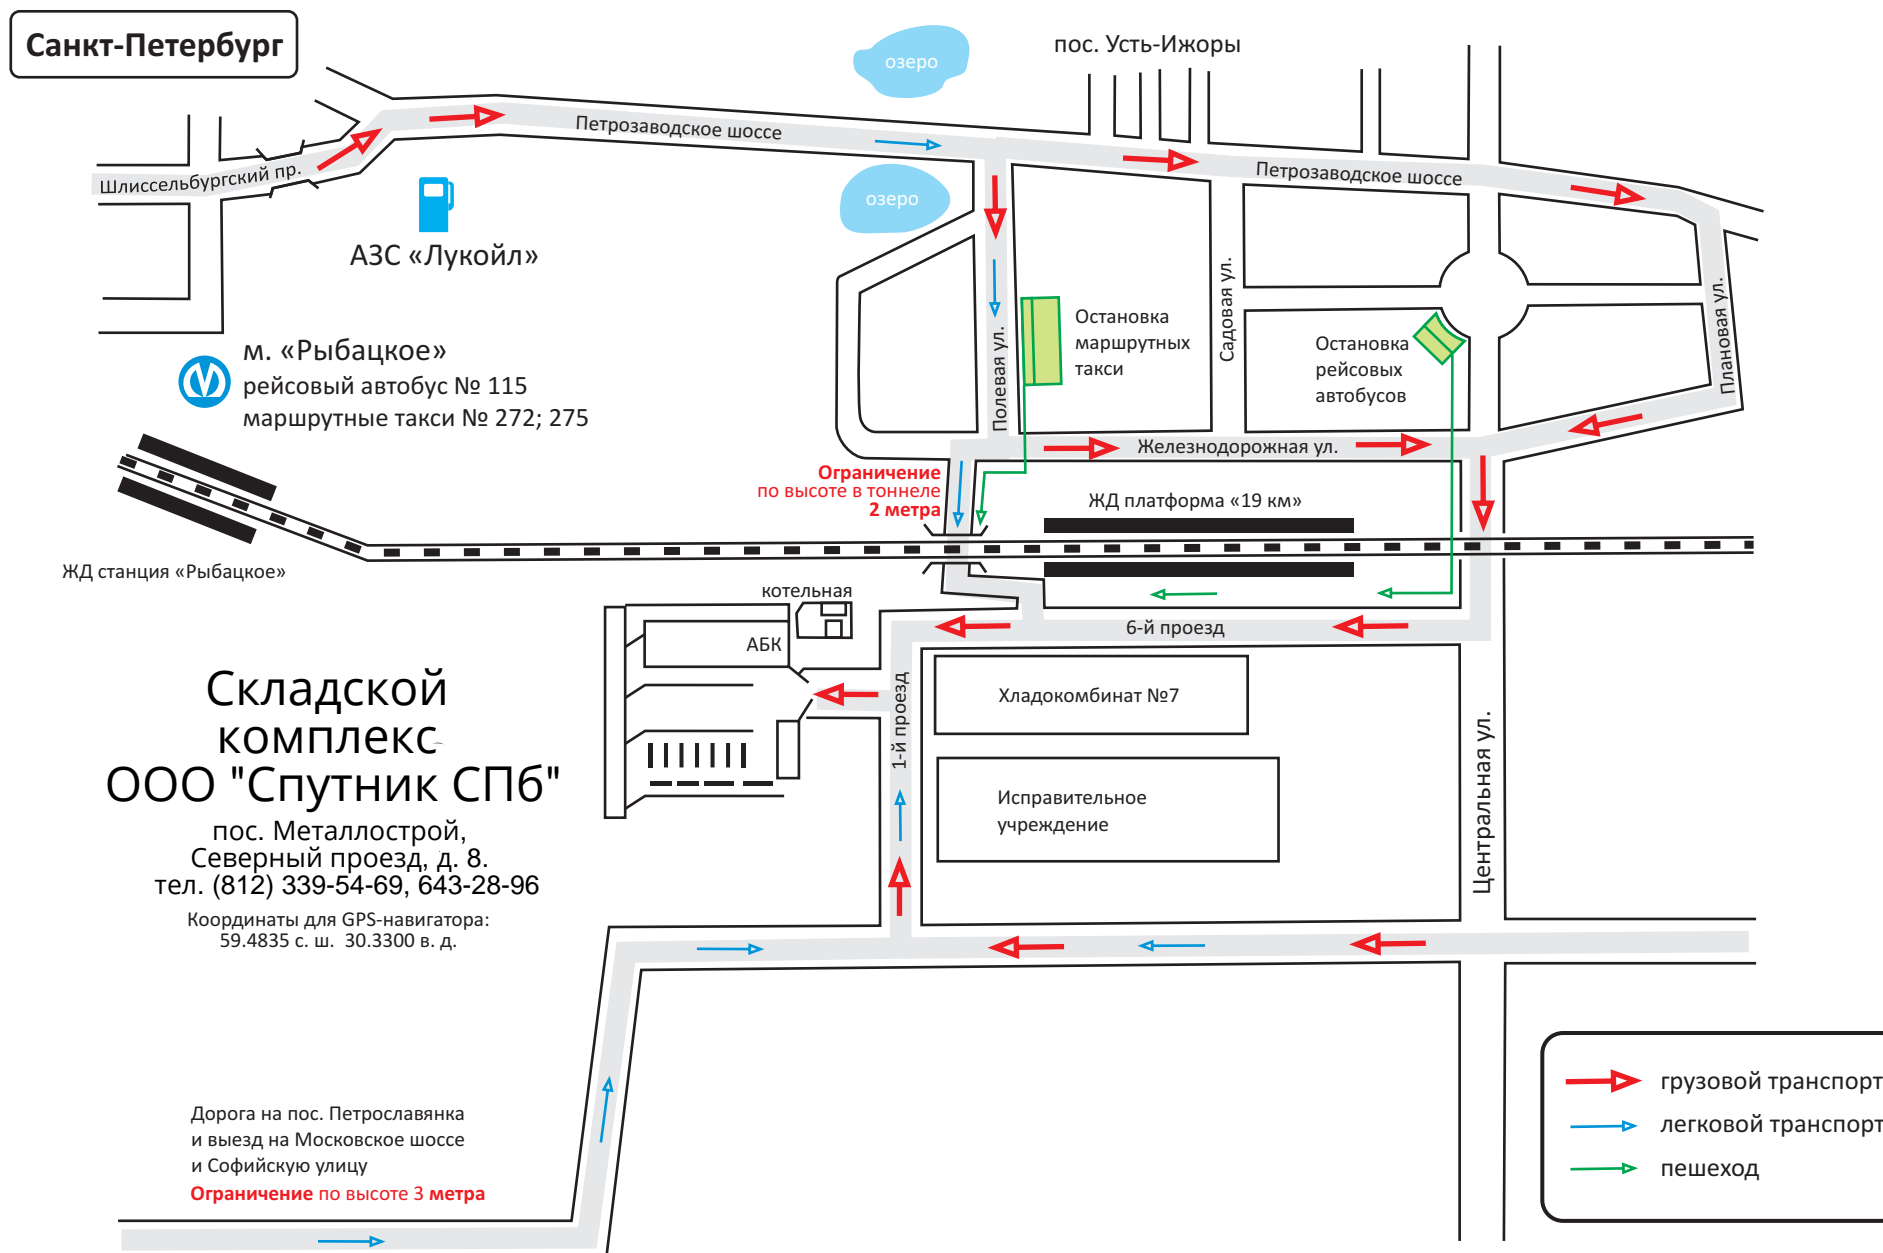 Санкт-Петербург
пос. Усть-Ижоры
озеро
Петрозаводское шоссе
Петрозаводское шоссе
Шлиссельбургский пр.
озеро
АЗС «Лукойл»
Полевая ул.
Садовая ул.
Плановая ул.
Остановка
маршрутных
такси
Остановка
рейсовых
автобусов
м. «Рыбацкое»
рейсовый автобус № 115
маршрутные такси № 272; 275
Железнодорожная ул.
Ограничение
по высоте в тоннеле
2 метра
ЖД платформа «19 км»
ЖД станция «Рыбацкое»
котельная
АБК
6-й проезд
1-й проезд
Хладокомбинат №7
Исправительное
учреждение
Центральная ул.
Складской
комплекс
ООО "Спутник СПб"
пос. Металлострой,
Северный проезд, д. 8.
тел. (812) 339-54-69, 643-28-96
Координаты для GPS-навигатора:
59.4835 с. ш. 30.3300 в. д.
Дорога на пос. Петрославянка
и выезд на Московское шоссе
и Софийскую улицу
Ограничение по высоте 3 метра
грузовой транспорт
легковой транспорт
пешеход